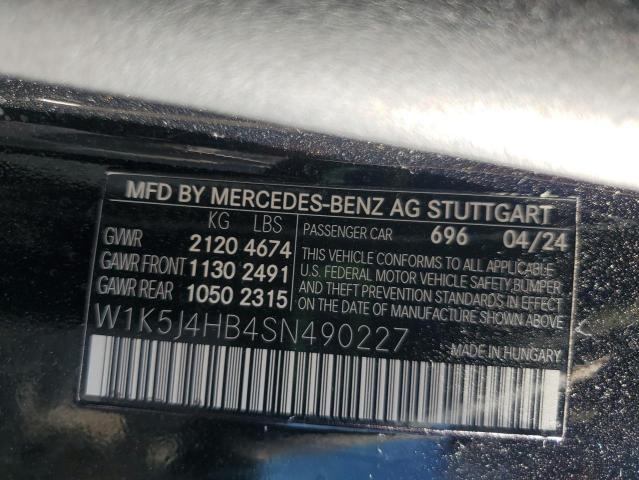 MFD BY MERCEDES-BENZ AG STUTTGART
KG LBS
GVWR 2120 4674
GAWR FRONT 1130 2491
GAWR REAR 1050 2315
PASSENGER CAR 696 04/24
THIS VEHICLE CONFORMS TO ALL APPLICABLE
U.S. FEDERAL MOTOR VEHICLE SAFETY, BUMPER
AND THEFT PREVENTION STANDARDS IN EFFECT
ON THE DATE OF MANUFACTURE SHOWN ABOVE.
W1K5J4HB4SN490227
MADE IN HUNGARY